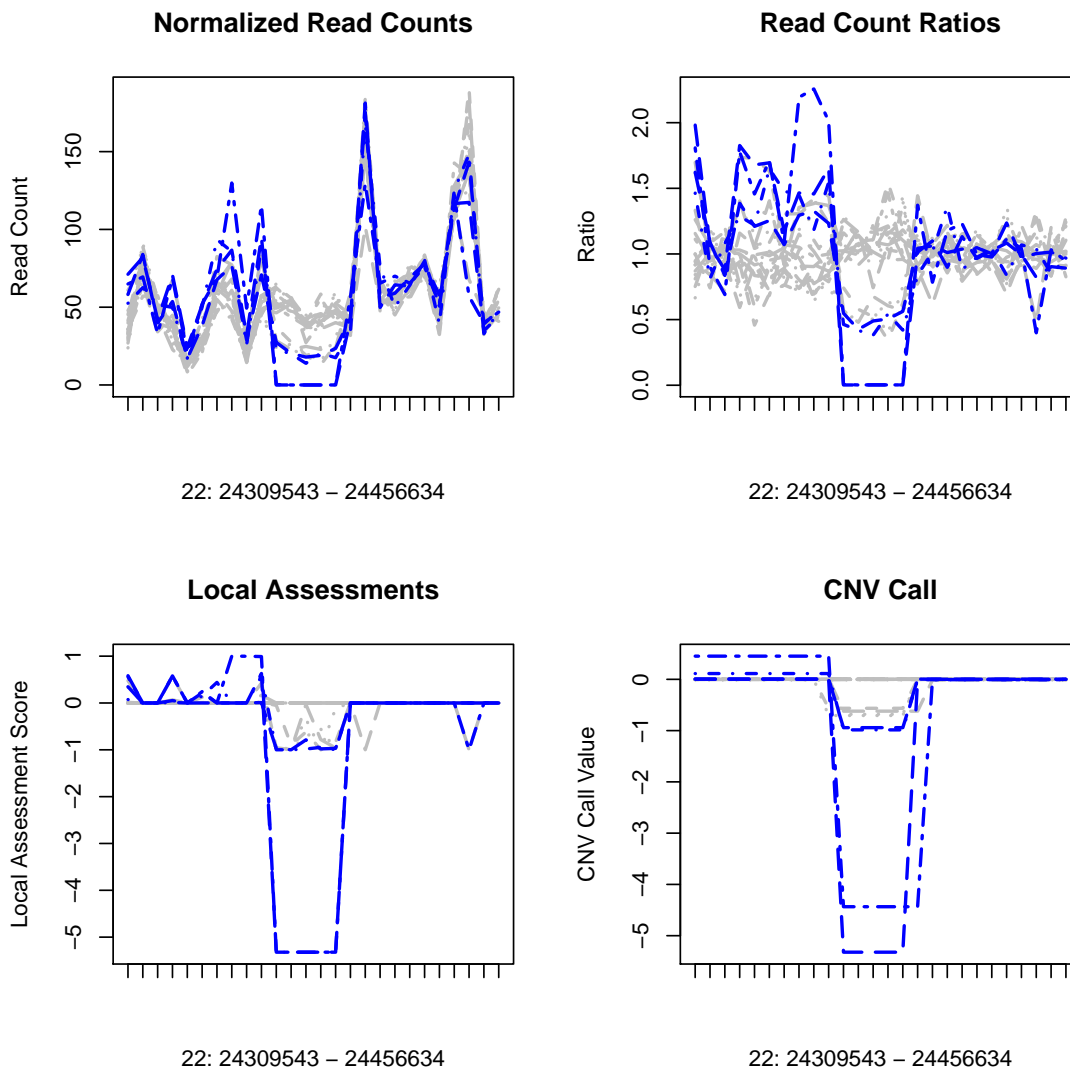 Normalized Read Counts
Read Count
0
50
100
150
22: 24309543 − 24456634
Read Count Ratios
Ratio
0.0
0.5
1.0
1.5
2.0
22: 24309543 − 24456634
Local Assessments
Local Assessment Score
−5
−4
−3
−2
−1
0
1
22: 24309543 − 24456634
CNV Call
CNV Call Value
−5
−4
−3
−2
−1
0
22: 24309543 − 24456634